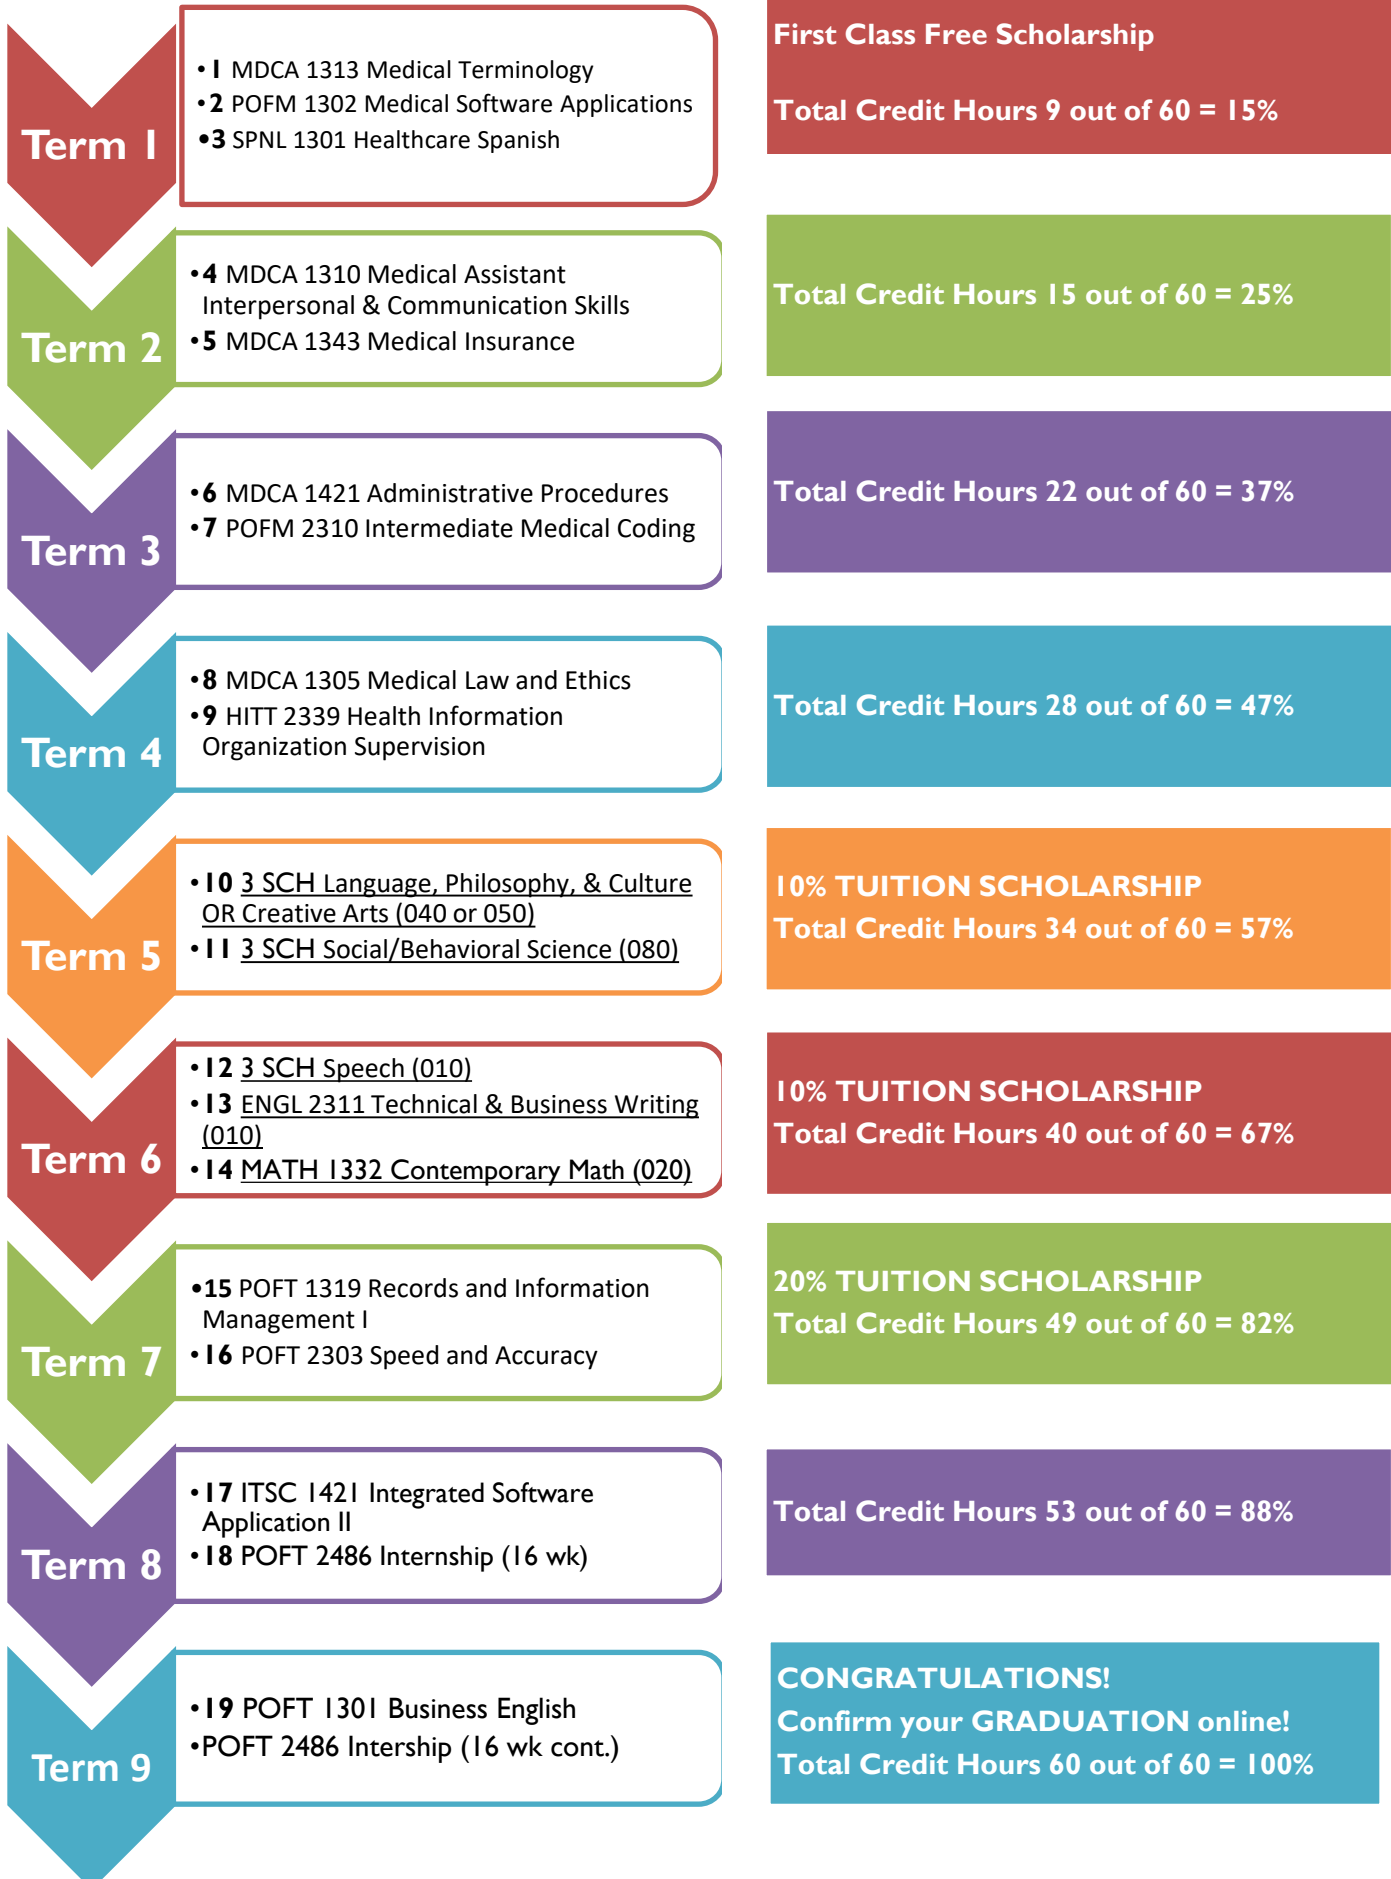 Term 1
•1 MDCA 1313 Medical Terminology
•2 POFM 1302 Medical Software Applications
•3 SPNL 1301 Healthcare Spanish
First Class Free Scholarship
Total Credit Hours 9 out of 60 = 15%
Term 2
•4 MDCA 1310 Medical Assistant
Interpersonal & Communication Skills
•5 MDCA 1343 Medical Insurance
Total Credit Hours 15 out of 60 = 25%
Term 3
•6 MDCA 1421 Administrative Procedures
•7 POFM 2310 Intermediate Medical Coding
Total Credit Hours 22 out of 60 = 37%
Term 4
•8 MDCA 1305 Medical Law and Ethics
•9 HITT 2339 Health Information
Organization Supervision
Total Credit Hours 28 out of 60 = 47%
Term 5
•10 3 SCH Language, Philosophy, & Culture
OR Creative Arts (040 or 050)
•11 3 SCH Social/Behavioral Science (080)
10% TUITION SCHOLARSHIP
Total Credit Hours 34 out of 60 = 57%
Term 6
•12 3 SCH Speech (010)
•13 ENGL 2311 Technical & Business Writing
(010)
•14 MATH 1332 Contemporary Math (020)
10% TUITION SCHOLARSHIP
Total Credit Hours 40 out of 60 = 67%
Term 7
•15 POFT 1319 Records and Information
Management I
•16 POFT 2303 Speed and Accuracy
20% TUITION SCHOLARSHIP
Total Credit Hours 49 out of 60 = 82%
Term 8
•17 ITSC 1421 Integrated Software
Application II
•18 POFT 2486 Internship (16 wk)
Total Credit Hours 53 out of 60 = 88%
Term 9
•19 POFT 1301 Business English
•POFT 2486 Intership (16 wk cont.)
CONGRATULATIONS!
Confirm your GRADUATION online!
Total Credit Hours 60 out of 60 = 100%